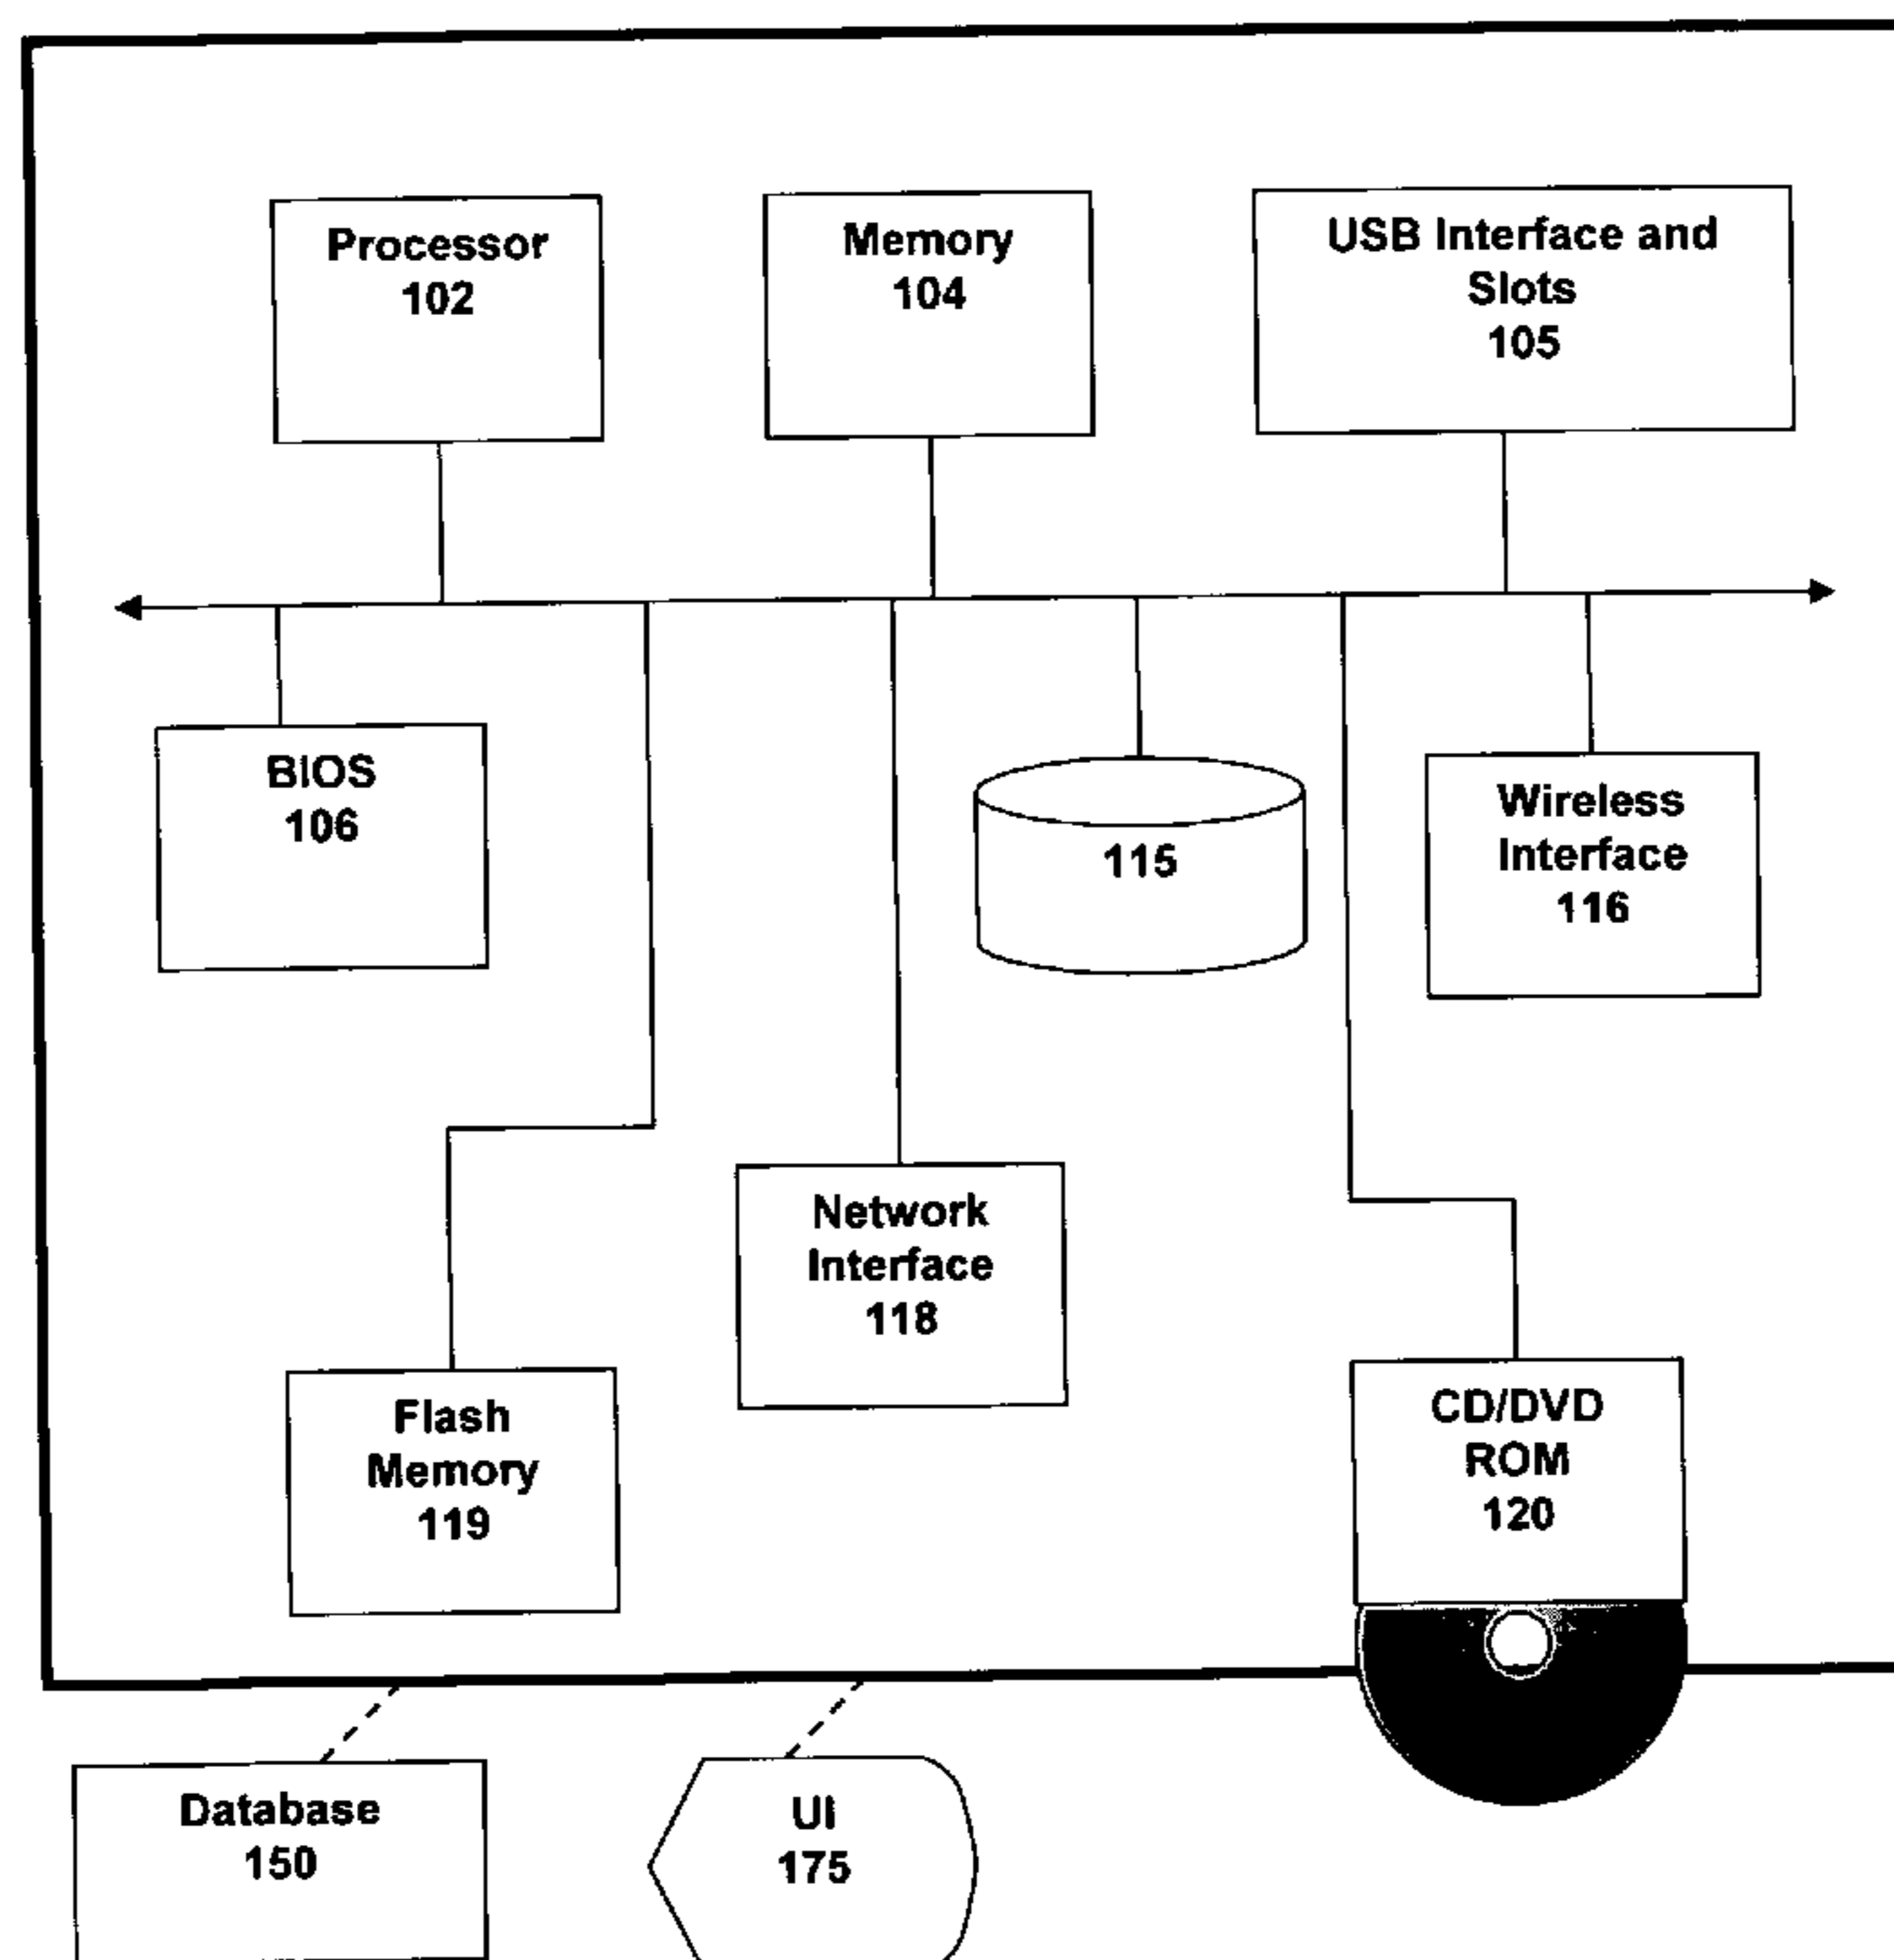 Processor
102
Memory
104
USB Interface and
Slots
105
BIOS
106
115
Wireless
Interface
116
Network
Interface
118
Flash
Memory
119
CD/DVD
ROM
120
Database
150
UI
175